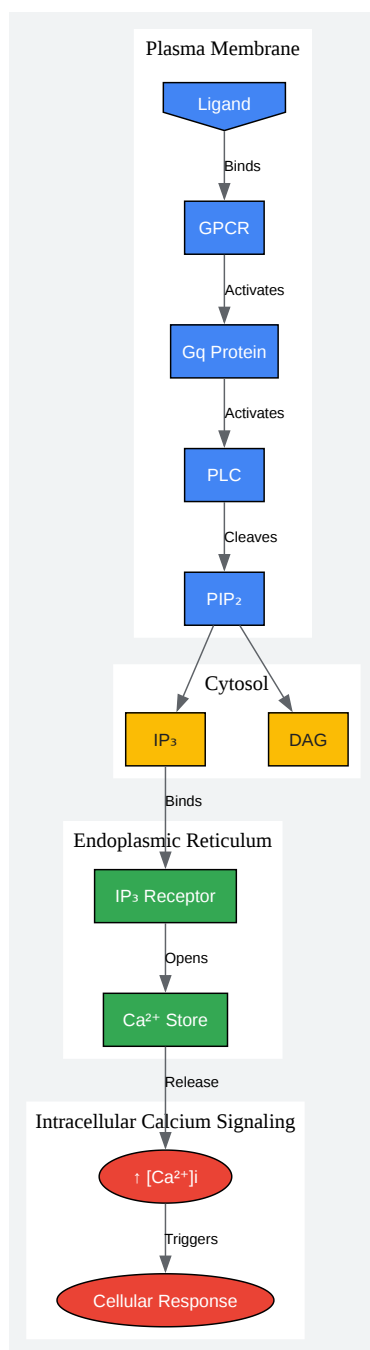 Plasma Membrane
Ligand
Binds
GPCR
Activates
Gq Protein
Activates
PLC
Cleaves
PIP₂
Cytosol
IP₃
DAG
Binds
Endoplasmic Reticulum
IP₃ Receptor
Opens
Ca²⁺ Store
Release
Intracellular Calcium Signaling
↑ [Ca²⁺]i
Triggers
Cellular Response